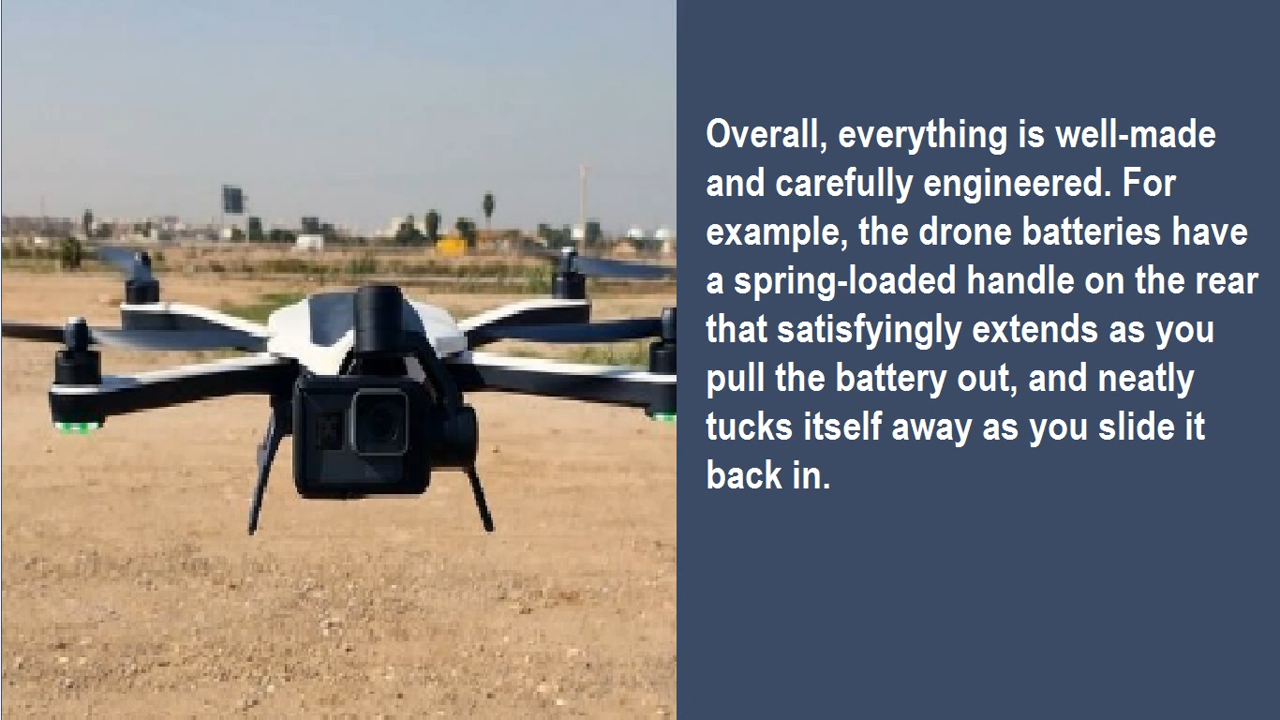 Overall, everything is well-made
and carefully engineered. For
example, the drone batteries have
a spring-loaded handle on the rear
that satisfyingly extends as you
pull the battery out, and neatly
tucks itself away as you slide it
back in.